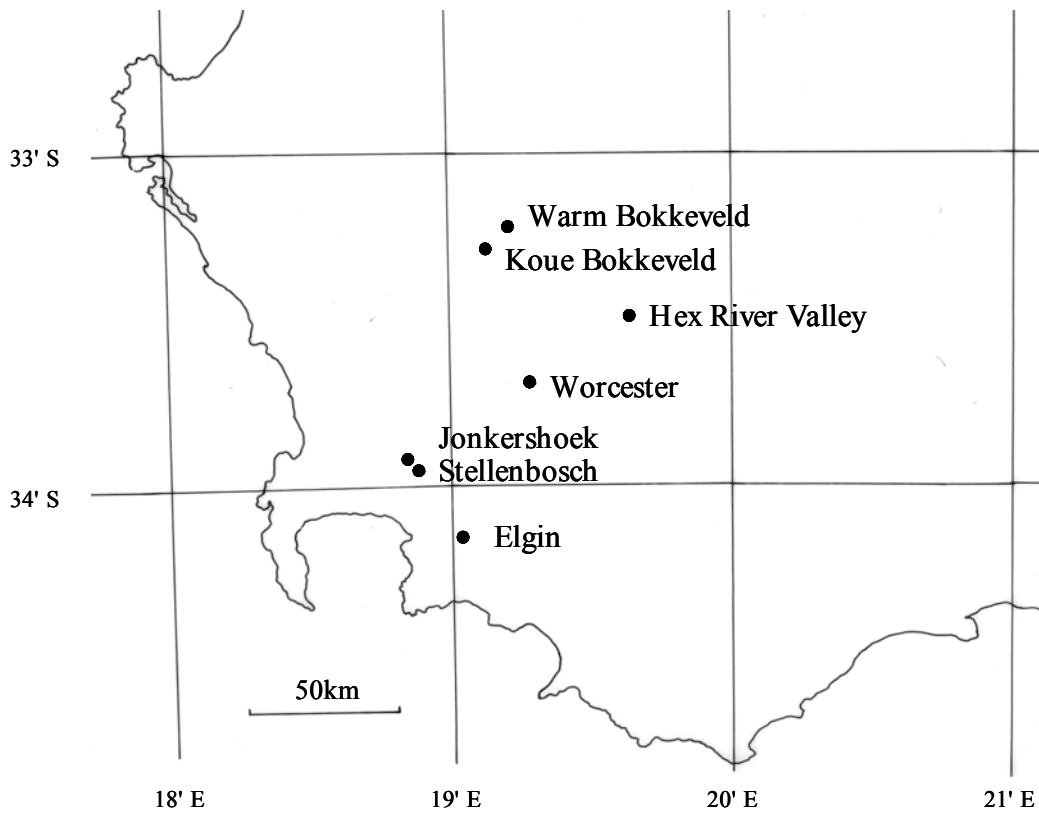 33' S
Warm Bokkeveld
Koue Bokkeveld
Hex River Valley
Worcester
Jonkershoek
Stellenbosch
34' S
Elgin
50km
18' E
19' E
20' E
21' E